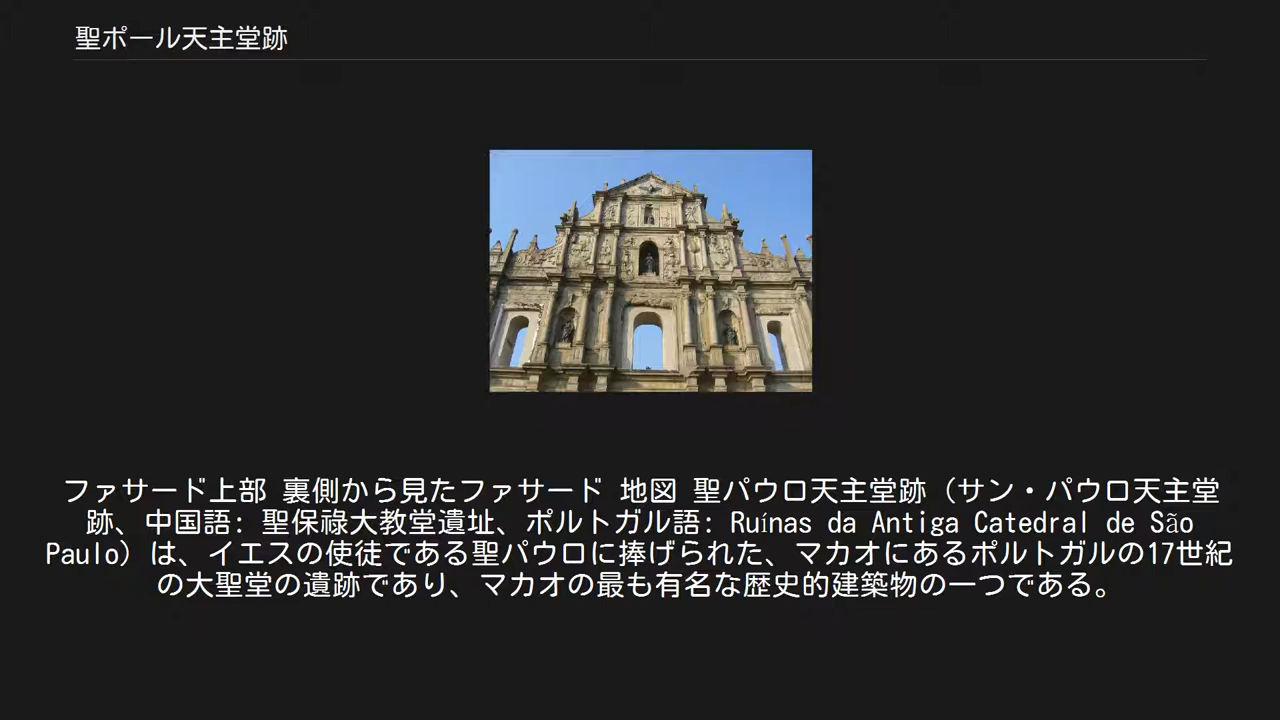 聖ポール天主堂跡
ファサード上部 裏側から見たファサード 地図 聖パウロ天主堂跡（サン・パウロ天主堂
跡、中国語: 聖保祿大教堂遺址、ポルトガル語: Ruínas da Antiga Catedral de São
Paulo）は、イエスの使徒である聖パウロに捧げられた、マカオにあるポルトガルの17世紀
の大聖堂の遺跡であり、マカオの最も有名な歴史的建築物の一つである。